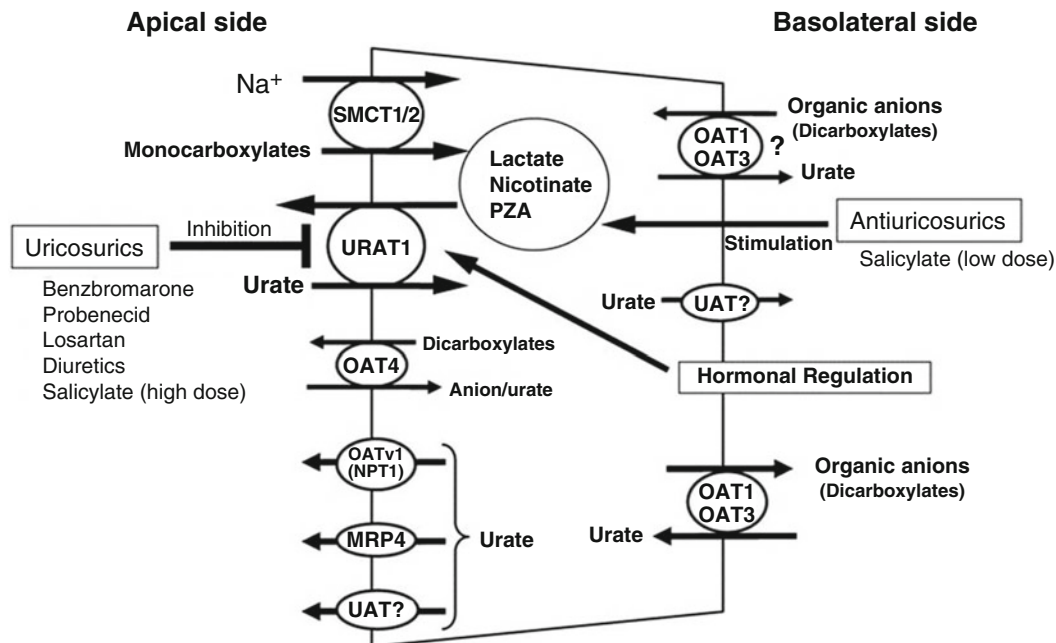 Apical side
Basolateral side
Na⁺
SMCT1/2
Monocarboxylates
Lactate
Nicotinate
PZA
Organic anions
(Dicarboxylates)
OAT1
OAT3
?
Urate
Inhibition
Uricosurics
URAT1
Urate
Benzbromarone
Probenecid
Losartan
Diuretics
Salicylate (high dose)
Antiuricosurics
Stimulation
Salicylate (low dose)
Urate
UAT?
Dicarboxylates
OAT4
Anion/urate
Hormonal Regulation
OATv1
(NPT1)
MRP4
UAT?
Urate
Organic anions
(Dicarboxylates)
OAT1
OAT3
Urate